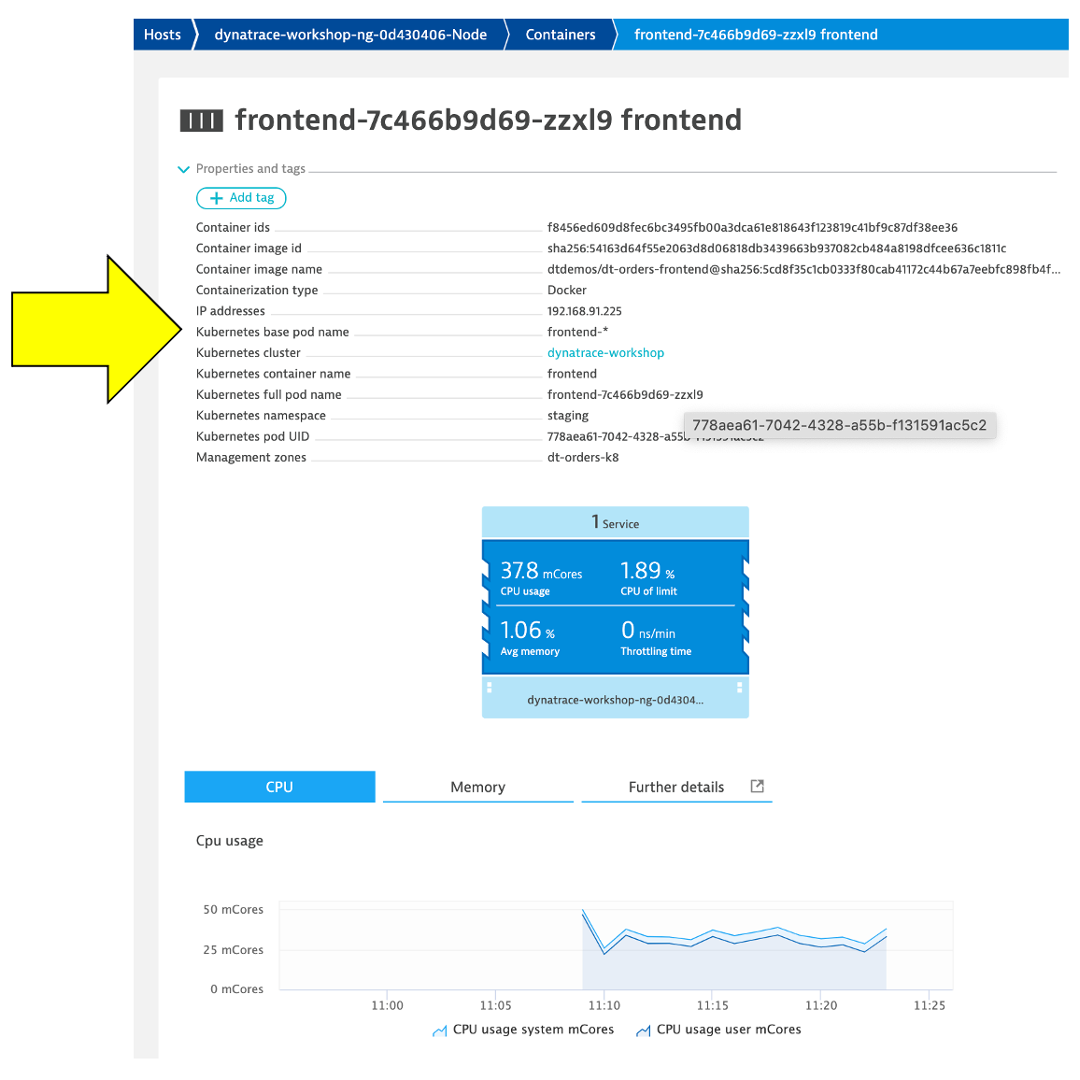 Hosts dynatrace-workshop-ng-0d430406-Node Containers frontend-7c466b9d69-zzxl9 frontend
frontend-7c466b9d69-zzxl9 frontend
Properties and tags
+ Add tag
Container ids f8456ed609d8fec6bc3495fb00a3dca61e818643f123819c41bf9c87df38ee36
Container image id sha256:54163d64f55e2063d8d06818db3439663b937082cb484a8198dfcee636c1811c
Container image name dtdemos/dt-orders-frontend@sha256:5cd8f35c1cb0333f80cab41172c44b67a7eebfc898fb4f...
Containerization type Docker
IP addresses 192.168.91.225
Kubernetes base pod name frontend-*
Kubernetes cluster dynatrace-workshop
Kubernetes container name frontend
Kubernetes full pod name frontend-7c466b9d69-zzxl9
Kubernetes namespace staging
778aea61-7042-4328-a55b-f131591ac5c2
Kubernetes pod UID 778aea61-7042-4328-a55b-f131591ac5c2
Management zones dt-orders-k8
1 Service
37.8 mCores 1.89 %
CPU usage CPU of limit
1.06 % 0 ns/min
Avg memory Throttling time
dynatrace-workshop-ng-0d4304...
CPU Memory Further details
Cpu usage
50 mCores
25 mCores
0 mCores
11:00 11:05 11:10 11:15 11:20 11:25
CPU usage system mCores CPU usage user mCores